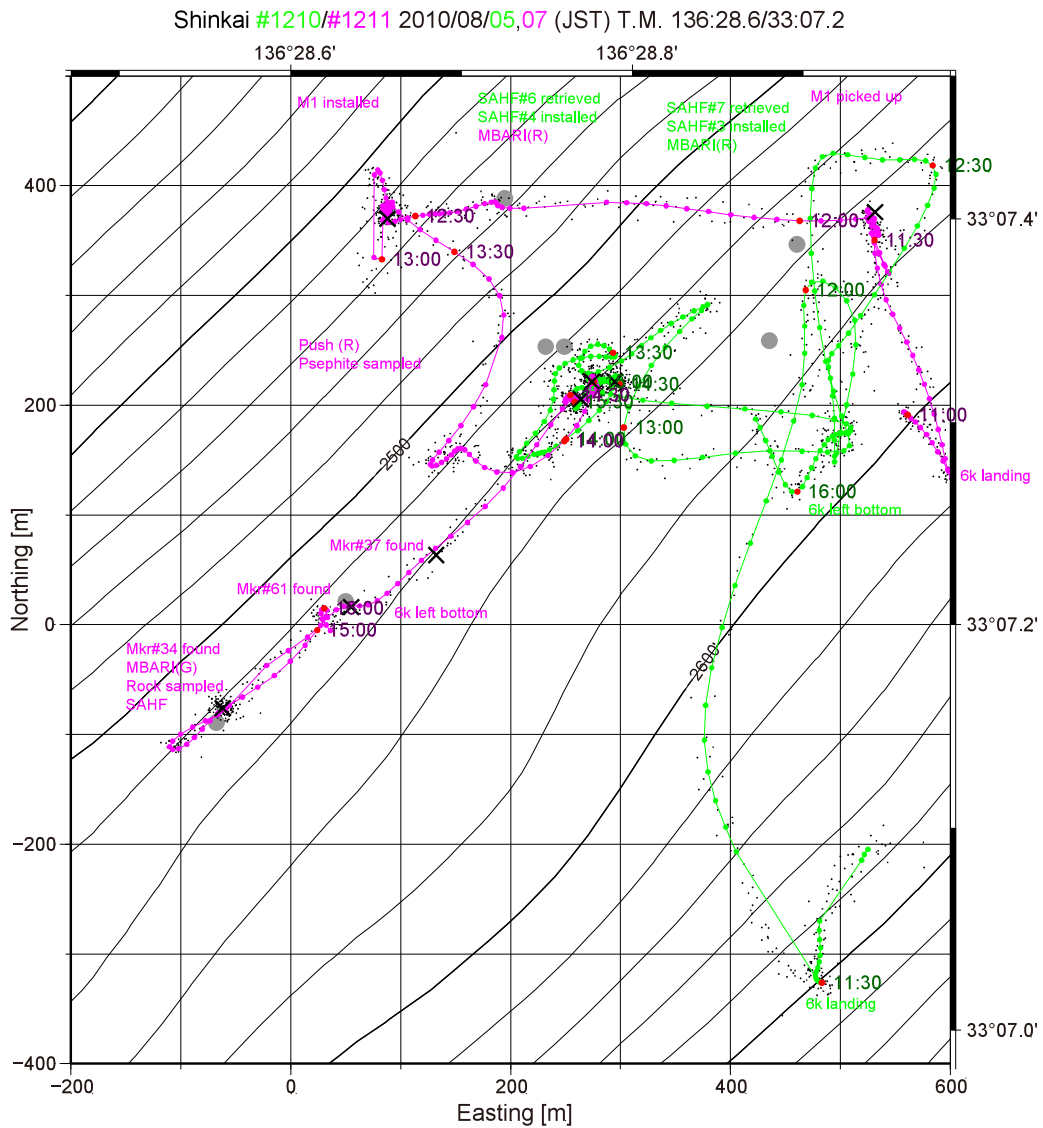 Shinkai #1210/#1211 2010/08/05,07 (JST) T.M. 136:28.6/33:07.2
136°28.6'
136°28.8'
M1 installed
SAHF#6 retrieved
SAHF#4 installed
MBARI(R)
SAHF#7 retrieved
SAHF#3 installed
MBARI(R)
M1 picked up
12:30
400
33°07.4'
12:30
12:00
11:30
13:30
13:00
12:00
Push (R)
Psephite sampled
13:30
14:30
200
11:00
13:00
14:00
2500
6k landing
16:00
6k left bottom
Mkr#37 found
Mkr#61 found
6k left bottom
Northing [m]
0
15:00
33°07.2'
Mkr#34 found
MBARI(G)
Rock sampled
SAHF
2600
−200
11:30
6k landing
33°07.0'
−400
−200
0
200
400
600
Easting [m]